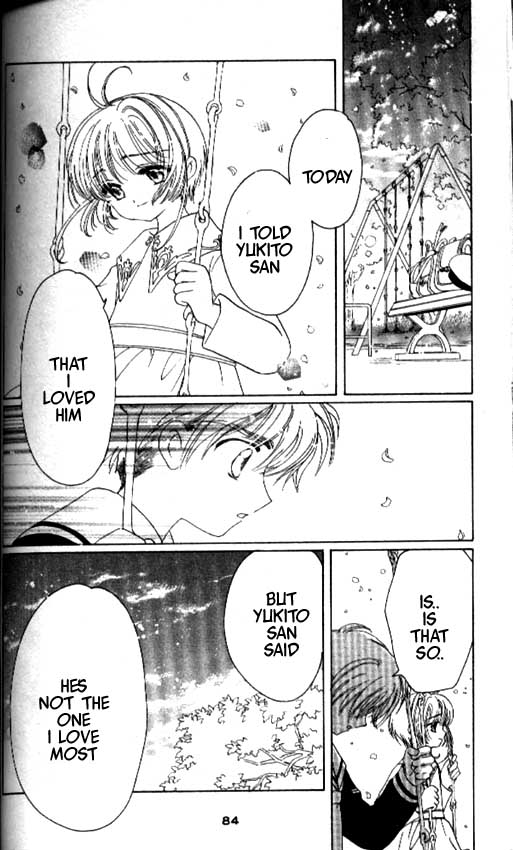 TODAY
I TOLD
YUKITO
SAN
THAT
I
LOVED
HIM
IS..
IS
THAT
SO..
BUT
YUKITO
SAN
SAID
HE'S
NOT THE
ONE
I LOVE
MOST
84